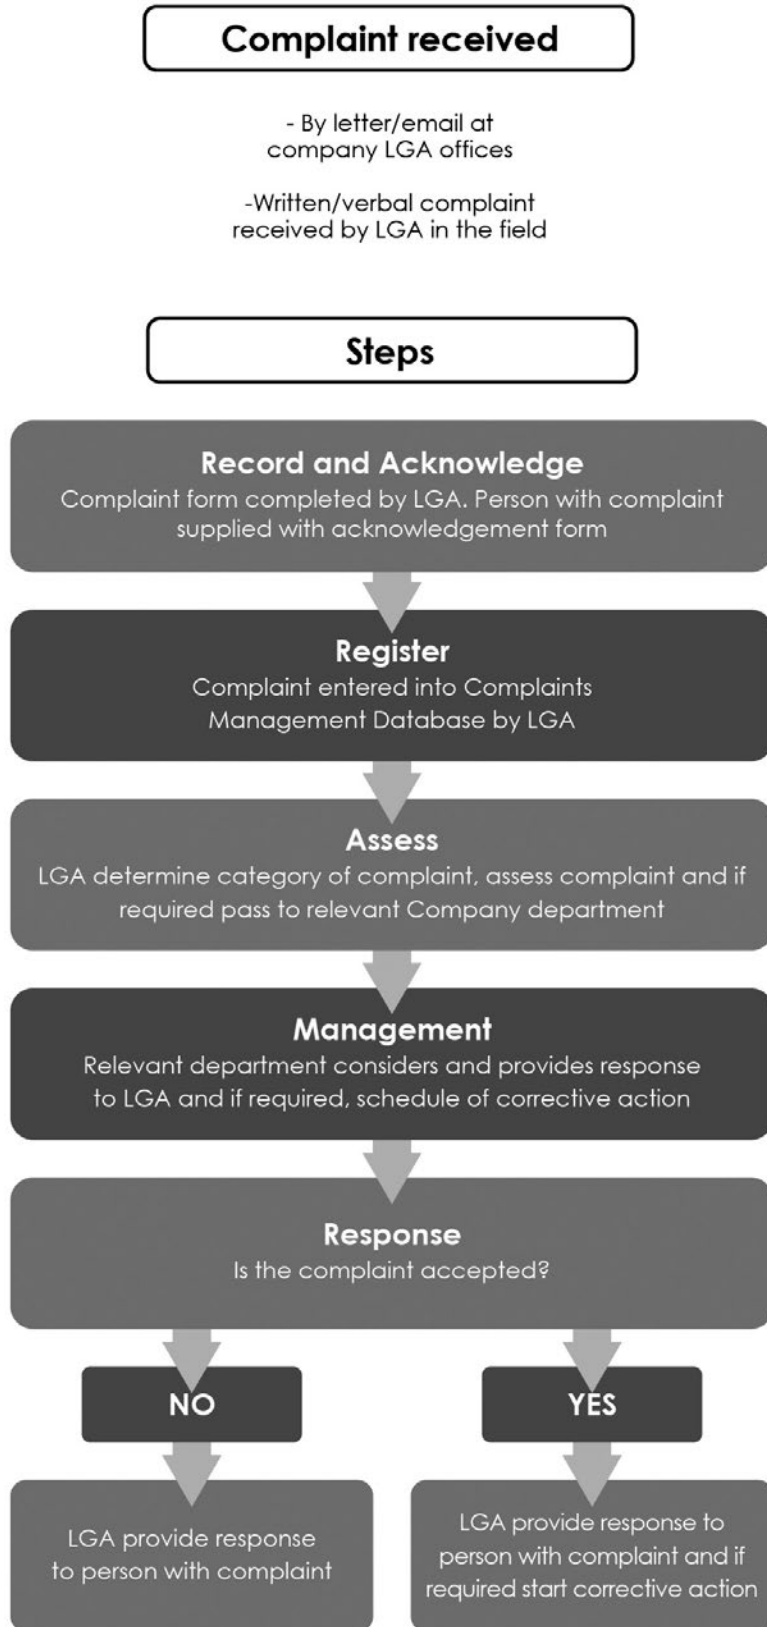 Complaint received
- By letter/email at
company LGA offices
-Written/verbal complaint
received by LGA in the field
Steps
Record and Acknowledge
Complaint form completed by LGA. Person with complaint
supplied with acknowledgement form
Register
Complaint entered into Complaints
Management Database by LGA
Assess
LGA determine category of complaint, assess complaint and if
required pass to relevant Company department
Management
Relevant department considers and provides response
to LGA and if required, schedule of corrective action
Response
Is the complaint accepted?
NO
YES
LGA provide response
to person with complaint
LGA provide response to
person with complaint and if
required start corrective action